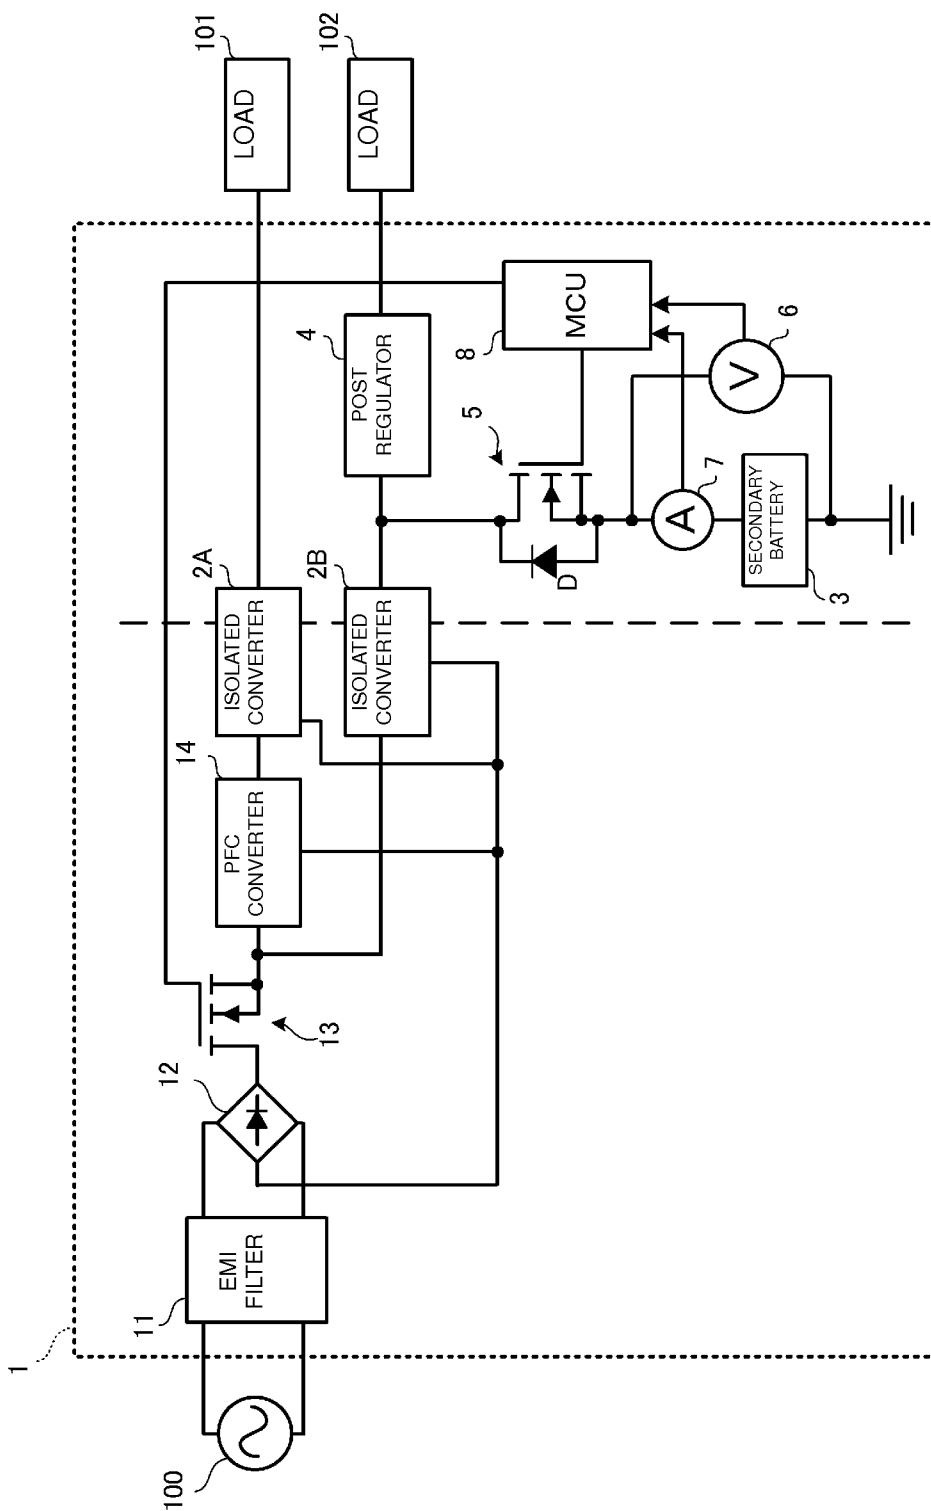 1
100
11
EMI
FILTER
12
13
14
PFC
CONVERTER
2A
ISOLATED
CONVERTER
2B
ISOLATED
CONVERTER
4
POST
REGULATOR
101
LOAD
102
LOAD
8
MCU
5
D
A
7
V
6
SECONDARY
BATTERY
3